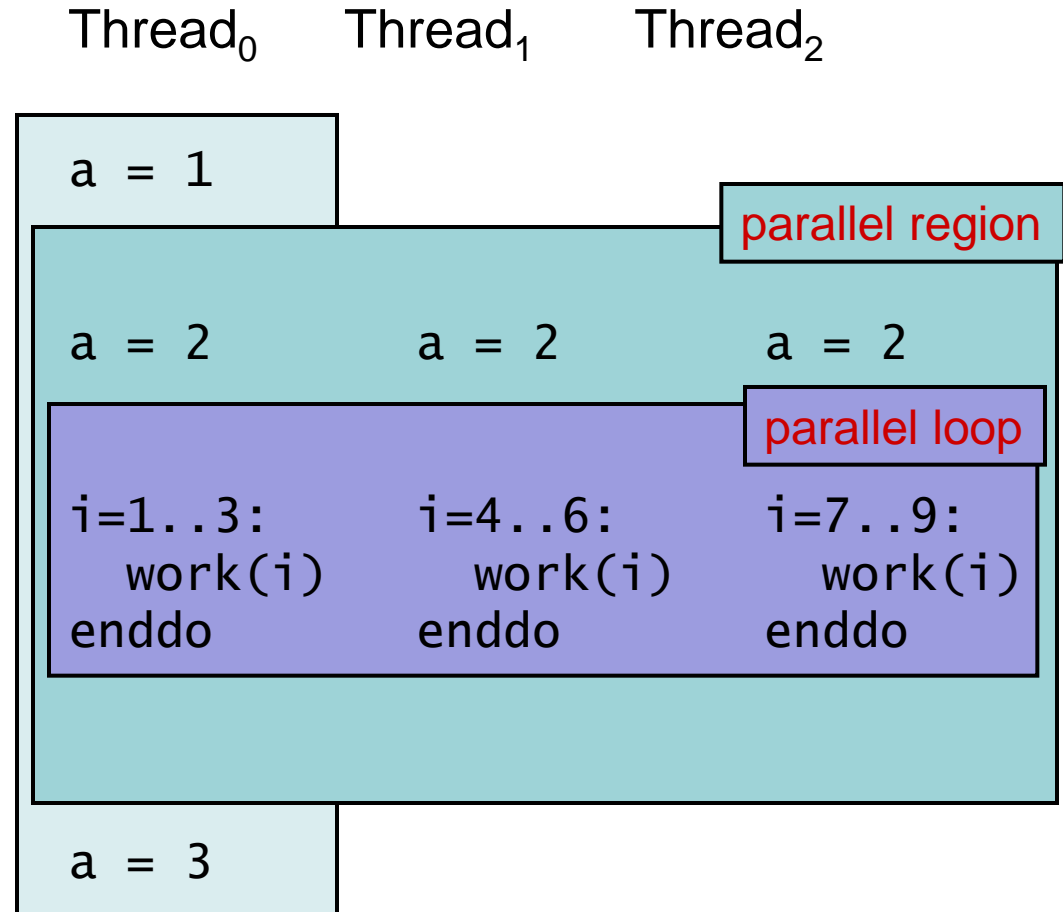 Thread₀ Thread₁ Thread₂
a = 1
parallel region
a = 2 a = 2 a = 2
parallel loop
i=1..3: i=4..6: i=7..9:
work(i) work(i) work(i)
enddo enddo enddo
a = 3